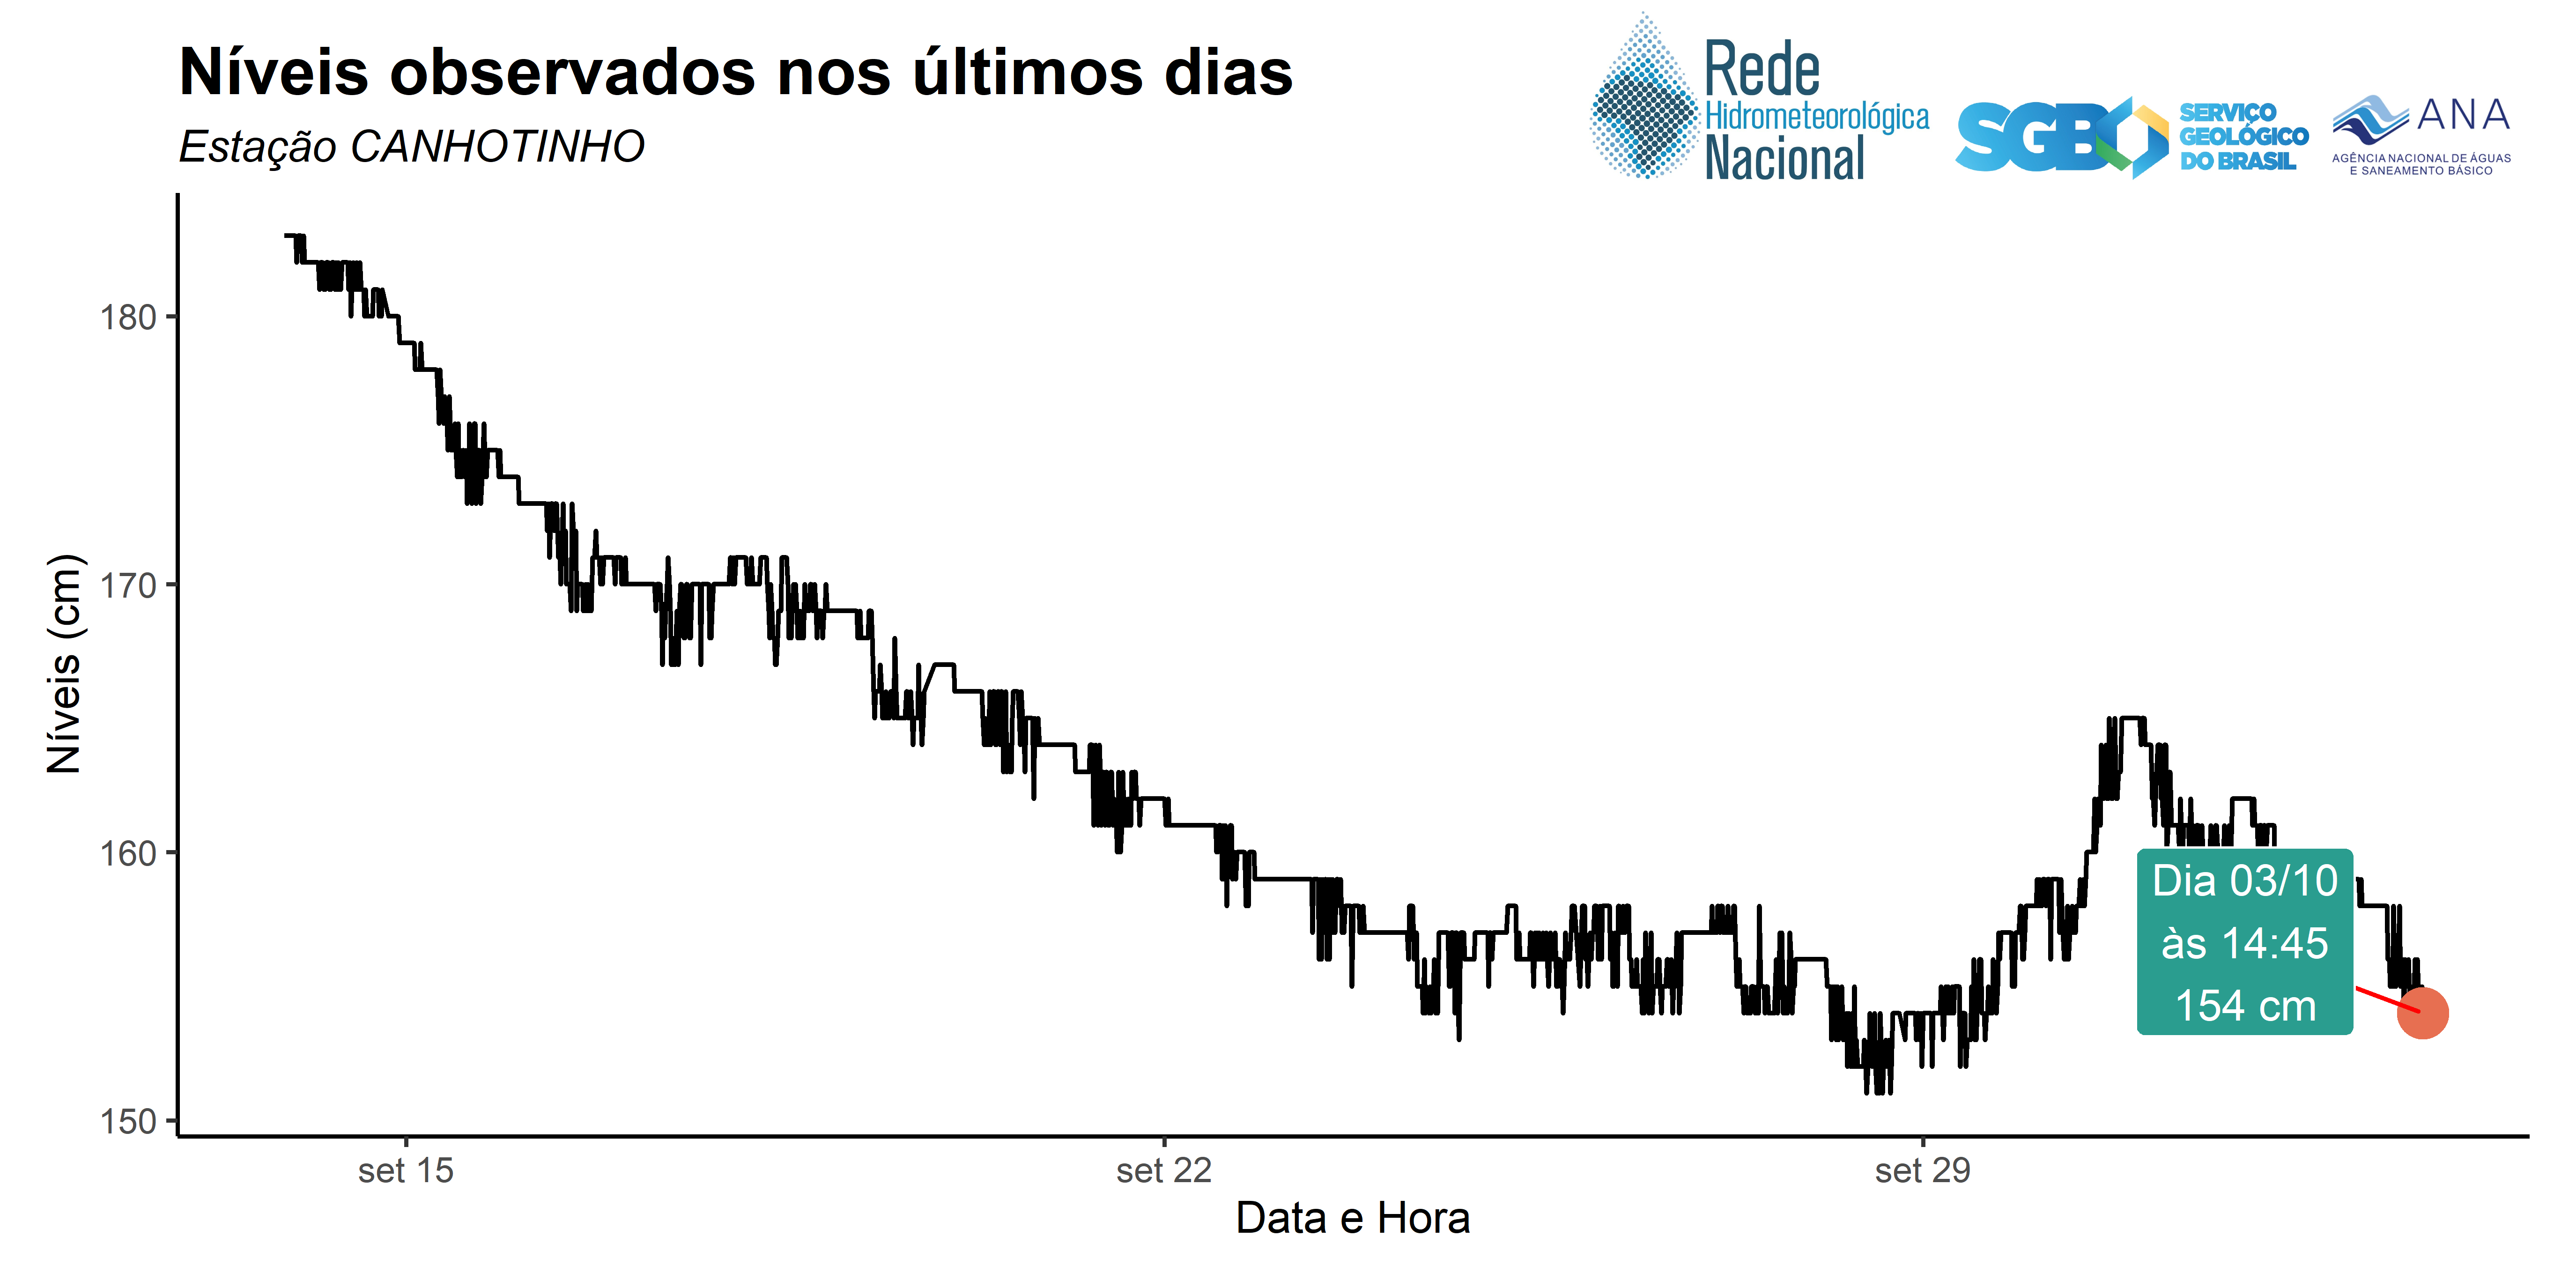 Níveis observados nos últimos dias
Estação CANHOTINHO
Rede
Hidrometeorológica
Nacional
SGB
SERVIÇO
GEOLÓGICO
DO BRASIL
ANA
AGÊNCIA NACIONAL DE ÁGUAS
E SANEAMENTO BÁSICO
Níveis (cm)
180
170
160
150
Dia 03/10
às 14:45
154 cm
set 15
set 22
set 29
Data e Hora